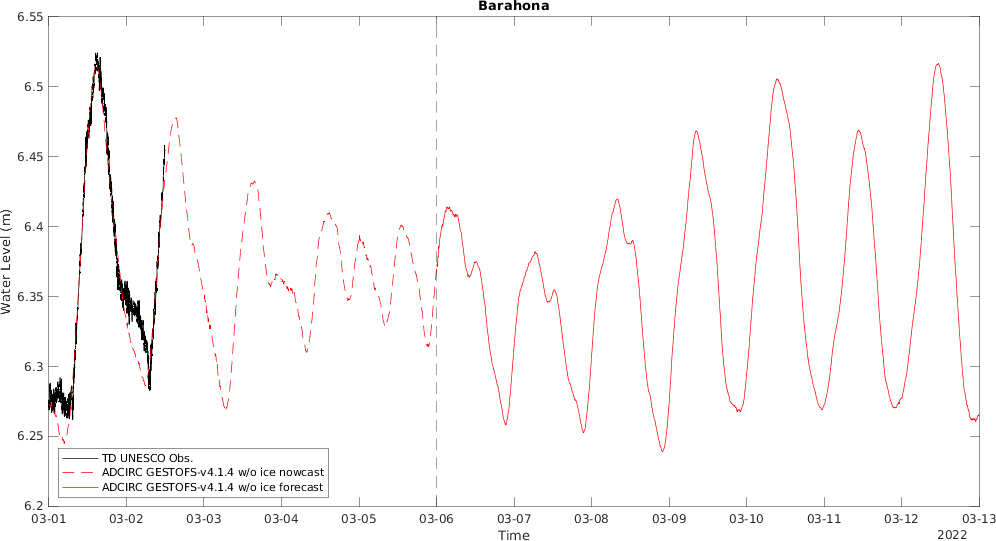 Barahona
Water Level (m)
6.55
6.5
6.45
6.4
6.35
6.3
6.25
6.2
TD UNESCO Obs.
ADCIRC GESTOFS-v4.1.4 w/o ice nowcast
ADCIRC GESTOFS-v4.1.4 w/o ice forecast
03-01 03-02 03-03 03-04 03-05 03-06 03-07 03-08 03-09 03-10 03-11 03-12 03-13
Time
2022